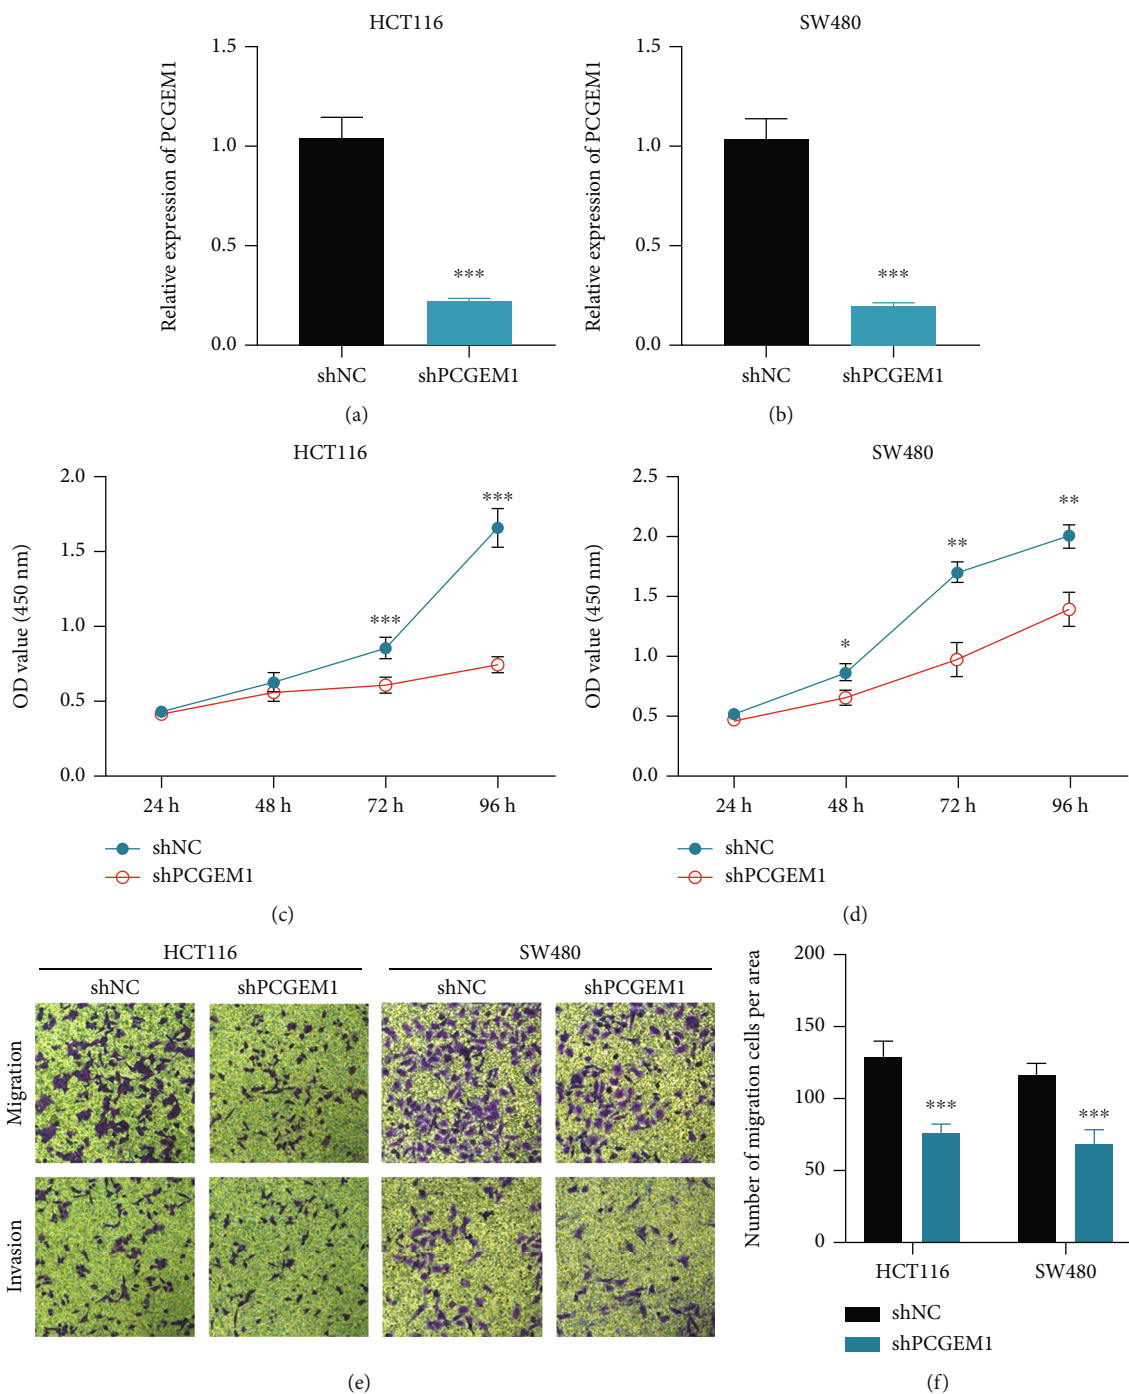 HCT116
Relative expression of PCGEM1
1.5
1.0
0.5
0.0
***
shNC shPCGEM1
(a)
SW480
Relative expression of PCGEM1
1.5
1.0
0.5
0.0
***
shNC shPCGEM1
(b)
HCT116
OD value (450 nm)
2.0
1.5
1.0
0.5
0.0
***
***
24 h 48 h 72 h 96 h
shNC
shPCGEM1
(c)
SW480
OD value (450 nm)
2.5
2.0
1.5
1.0
0.5
0.0
*
**
**
24 h 48 h 72 h 96 h
shNC
shPCGEM1
(d)
HCT116 SW480
shNC shPCGEM1 shNC shPCGEM1
Migration
Invasion
(e)
Number of migration cells per area
200
150
100
50
0
***
***
HCT116 SW480
shNC
shPCGEM1
(f)